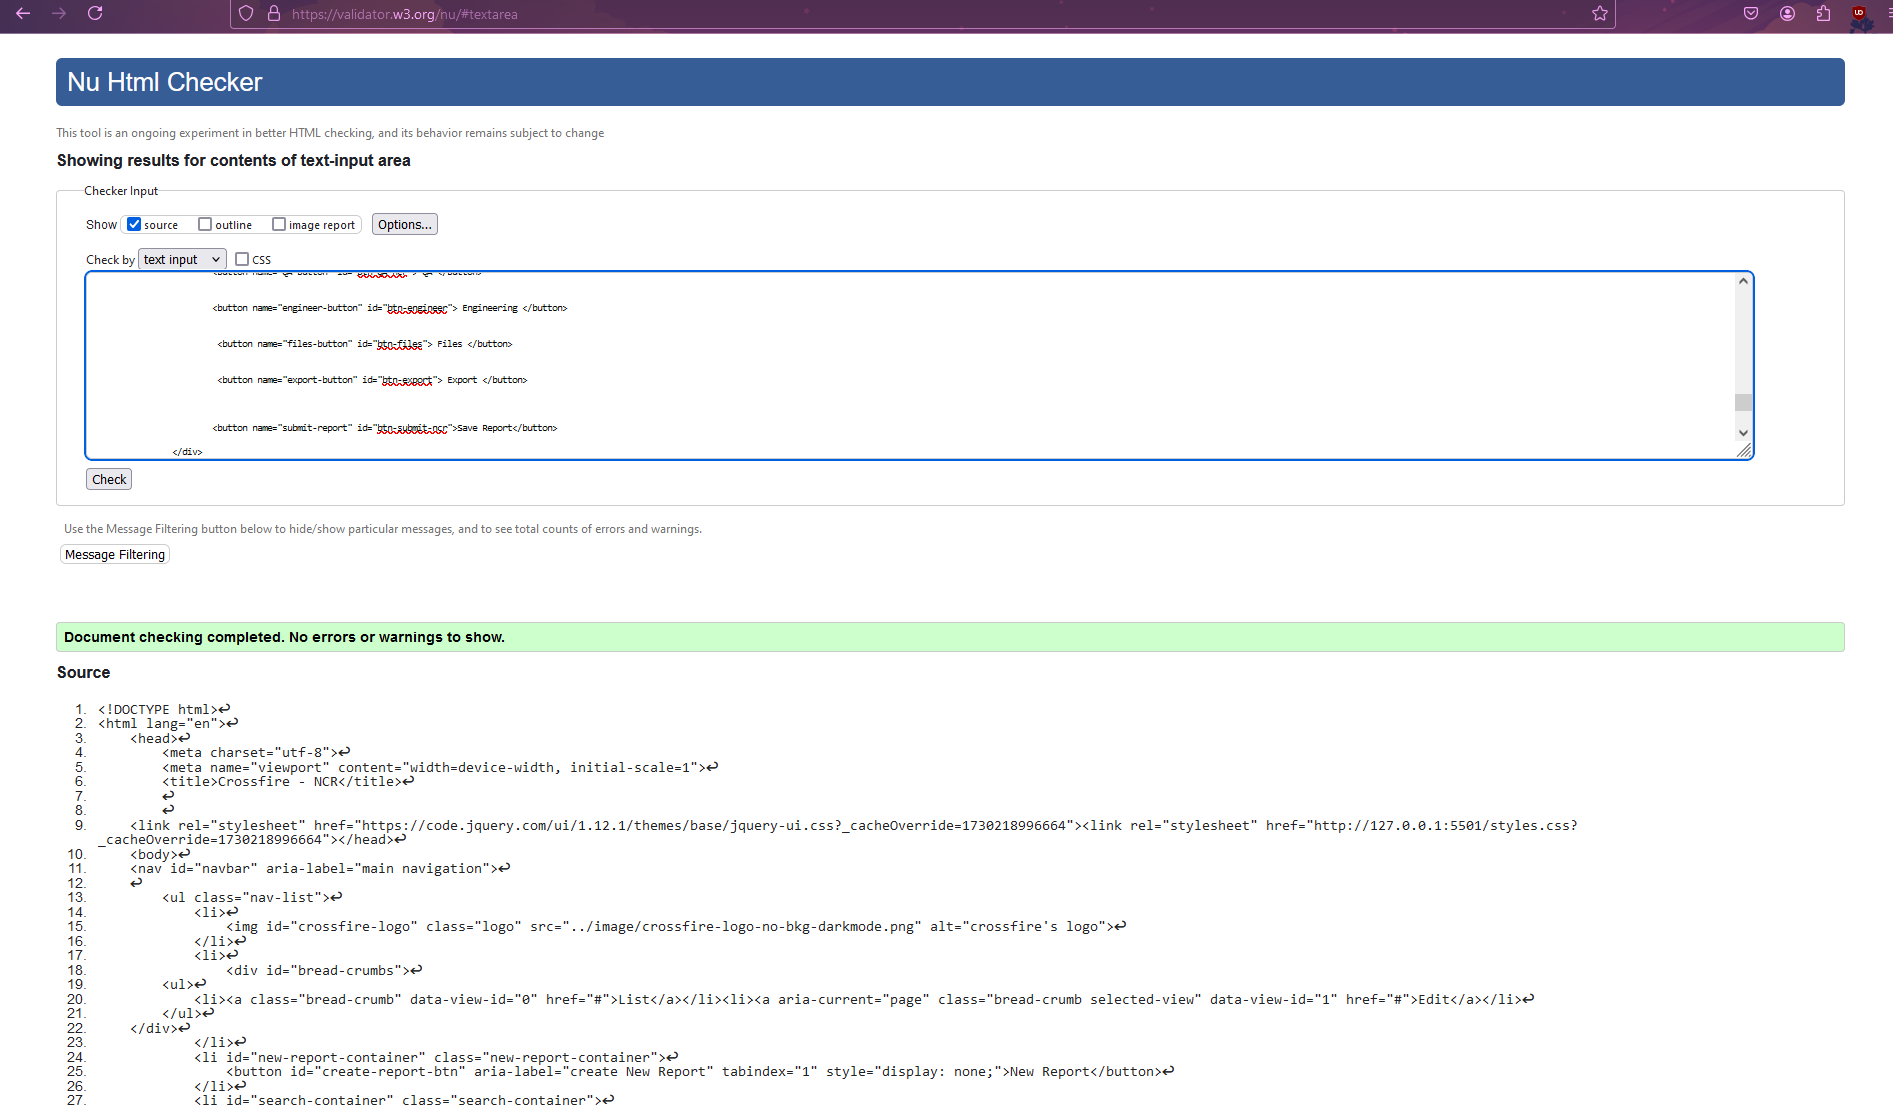 https://validator.w3.org/nu/#textarea
Nu Html Checker
This tool is an ongoing experiment in better HTML checking, and its behavior remains subject to change
Showing results for contents of text-input area
Checker Input
Show source outline image report Options...
Check by text input CSS
<button name="engineer-button" id="btn-engineer"> Engineering </button>
<button name="files-button" id="btn-files"> Files </button>
<button name="export-button" id="btn-export"> Export </button>
<button name="submit-report" id="btn-submit-ncr">Save Report</button>
</div>
Check
Use the Message Filtering button below to hide/show particular messages, and to see total counts of errors and warnings.
Message Filtering
Document checking completed. No errors or warnings to show.
Source
1. <!DOCTYPE html>↩
2. <html lang="en">↩
3. <head>↩
4. <meta charset="utf-8">↩
5. <meta name="viewport" content="width=device-width, initial-scale=1">↩
6. <title>Crossfire - NCR</title>↩
7. ↩
8. ↩
9. <link rel="stylesheet" href="https://code.jquery.com/ui/1.12.1/themes/base/jquery-ui.css?_cacheOverride=1730218996664"><link rel="stylesheet" href="http://127.0.0.1:5501/styles.css?
_cacheOverride=1730218996664"></head>↩
10. <body>↩
11. <nav id="navbar" aria-label="main navigation">↩
12. ↩
13. <ul class="nav-list">↩
14. <li>↩
15. <img id="crossfire-logo" class="logo" src="../image/crossfire-logo-no-bkg-darkmode.png" alt="crossfire's logo">↩
16. </li>↩
17. <li>↩
18. <div id="bread-crumbs">↩
19. <ul>↩
20. <li><a class="bread-crumb" data-view-id="0" href="#">List</a></li><li><a aria-current="page" class="bread-crumb selected-view" data-view-id="1" href="#">Edit</a></li>↩
21. </ul>↩
22. </div>↩
23. </li>↩
24. <li id="new-report-container" class="new-report-container">↩
25. <button id="create-report-btn" aria-label="create New Report" tabindex="1" style="display: none;">New Report</button>↩
26. </li>↩
27. <li id="search-container" class="search-container">↩